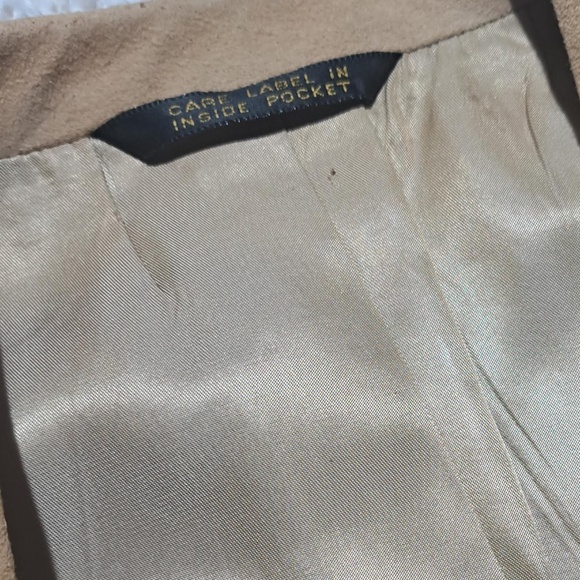 CARE LABEL IN
INSIDE POCKET